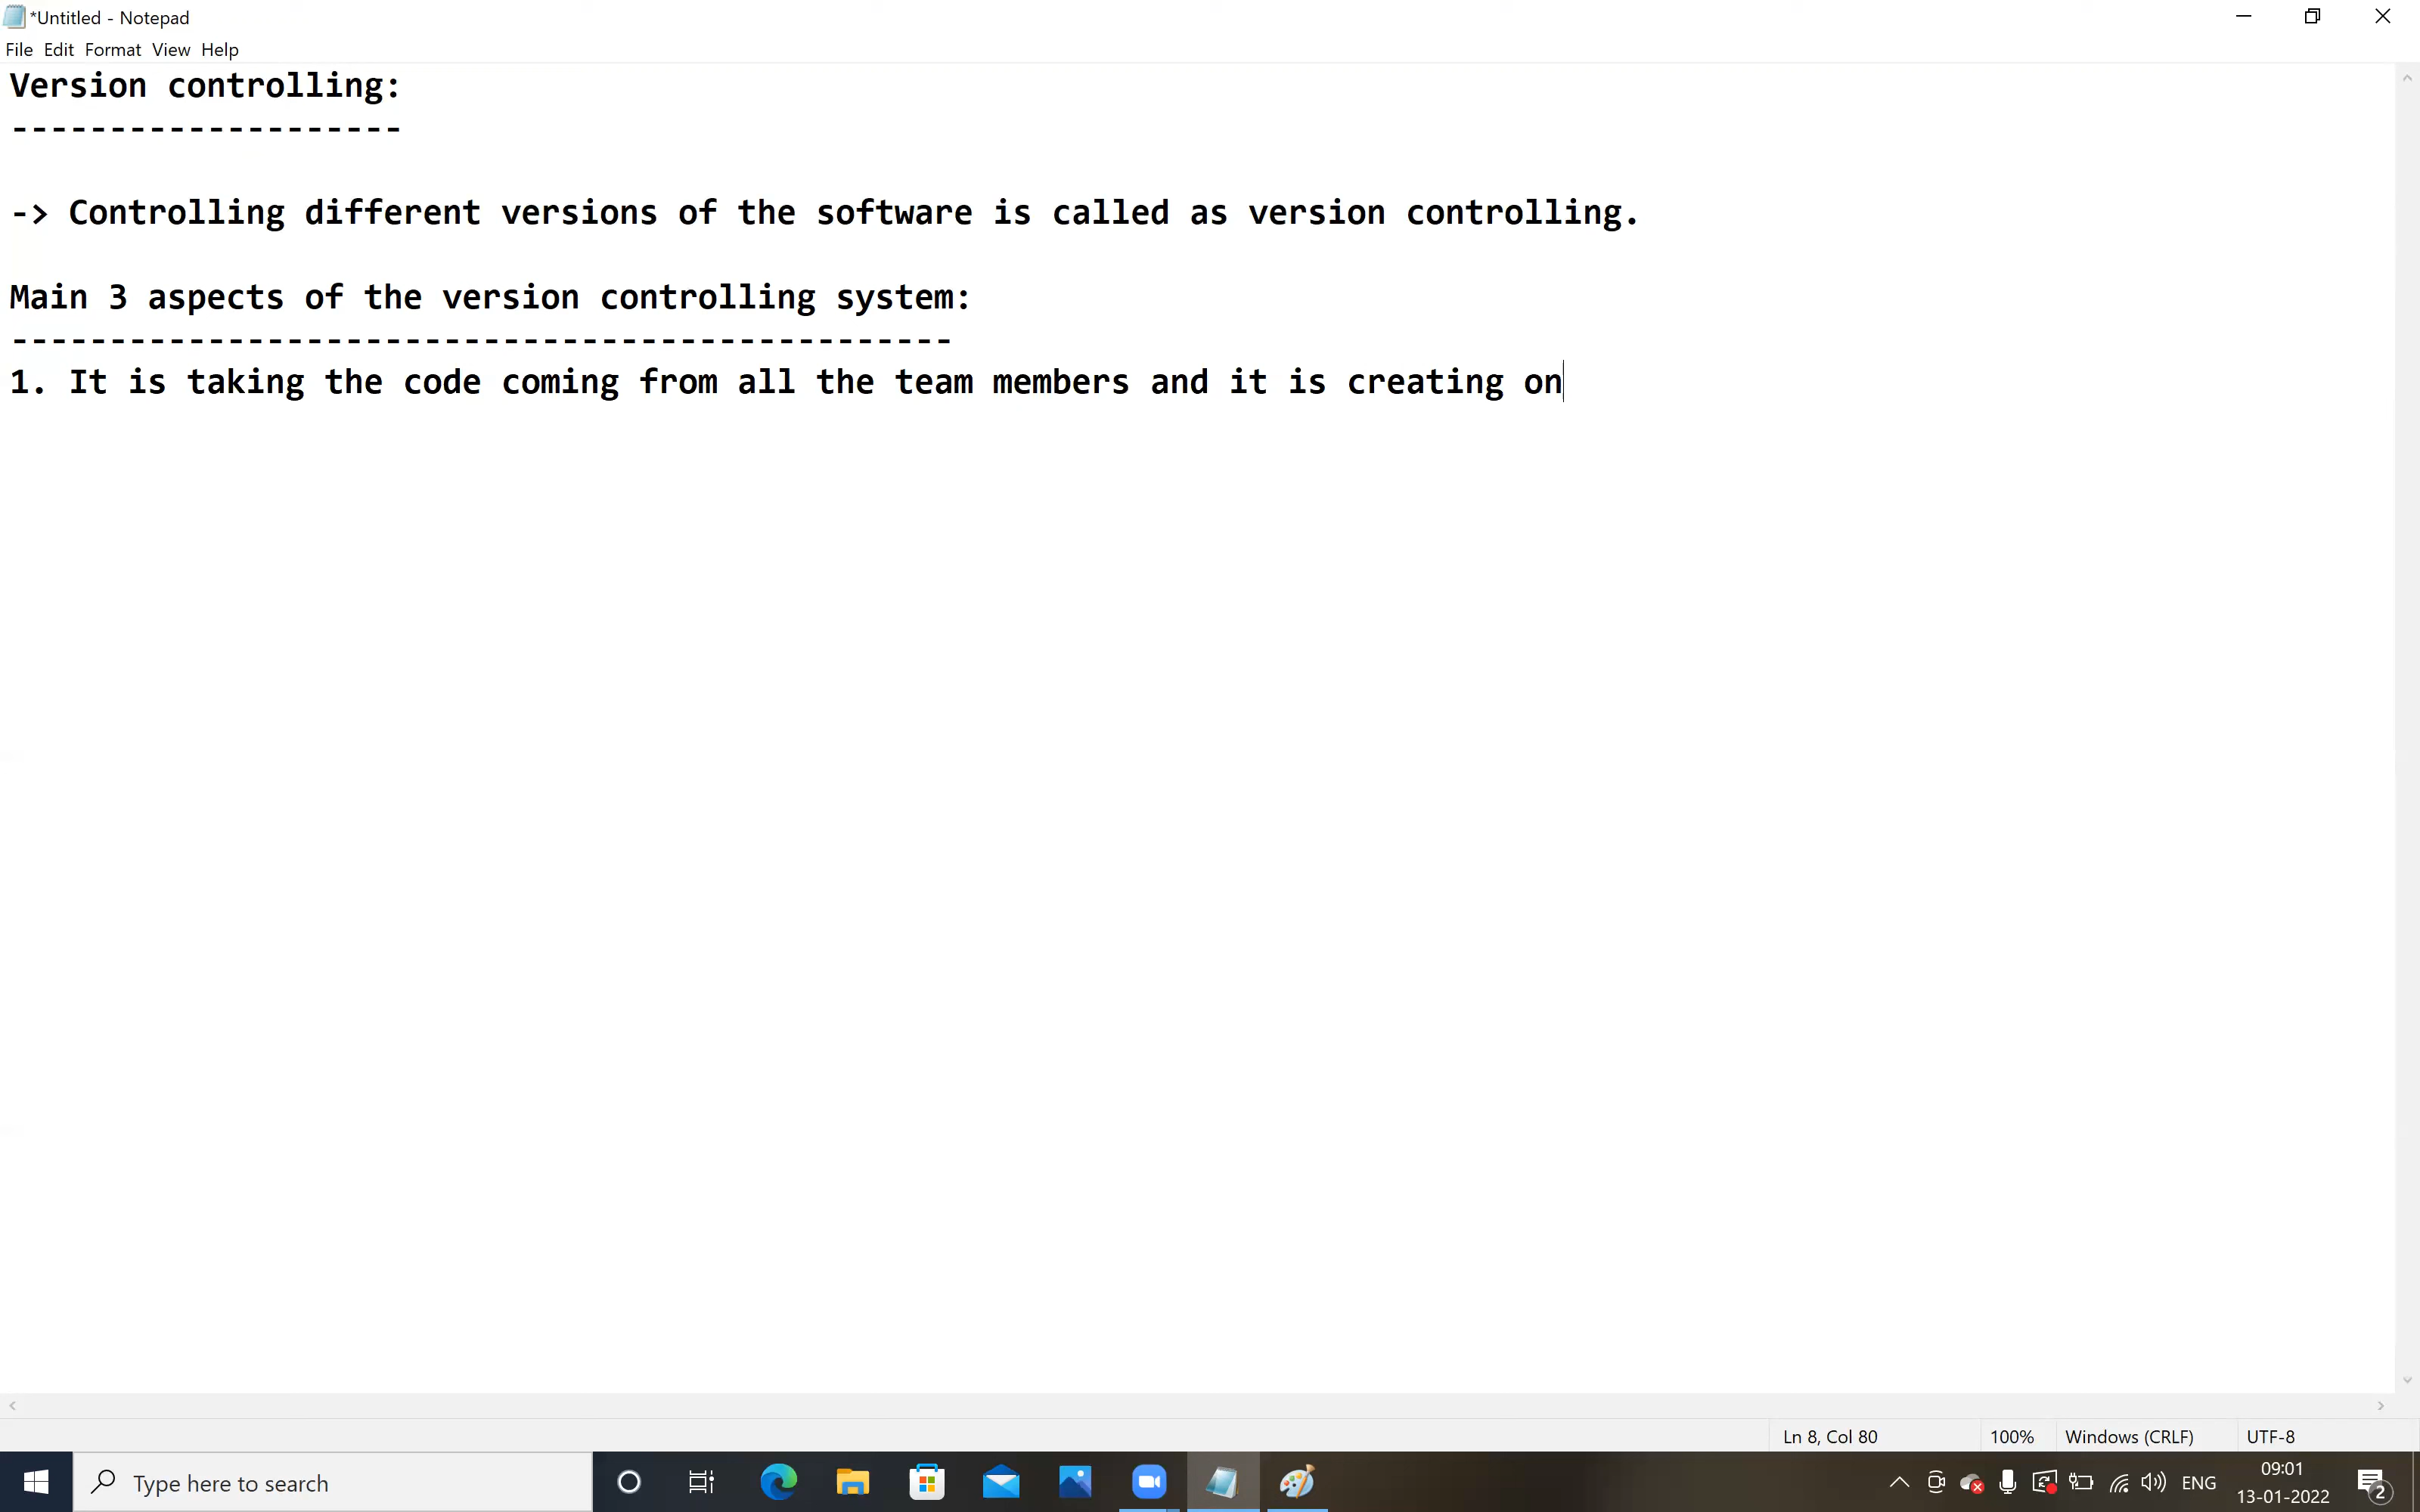 *Untitled - Notepad
File Edit Format View Help
Version controlling:
--------------------
-> Controlling different versions of the software is called as version controlling.
Main 3 aspects of the version controlling system:
------------------------------------------------
1. It is taking the code coming from all the team members and it is creating on
Ln 8, Col 80
100%
Windows (CRLF)
UTF-8
Type here to search
ENG
09:01
13-01-2022
2